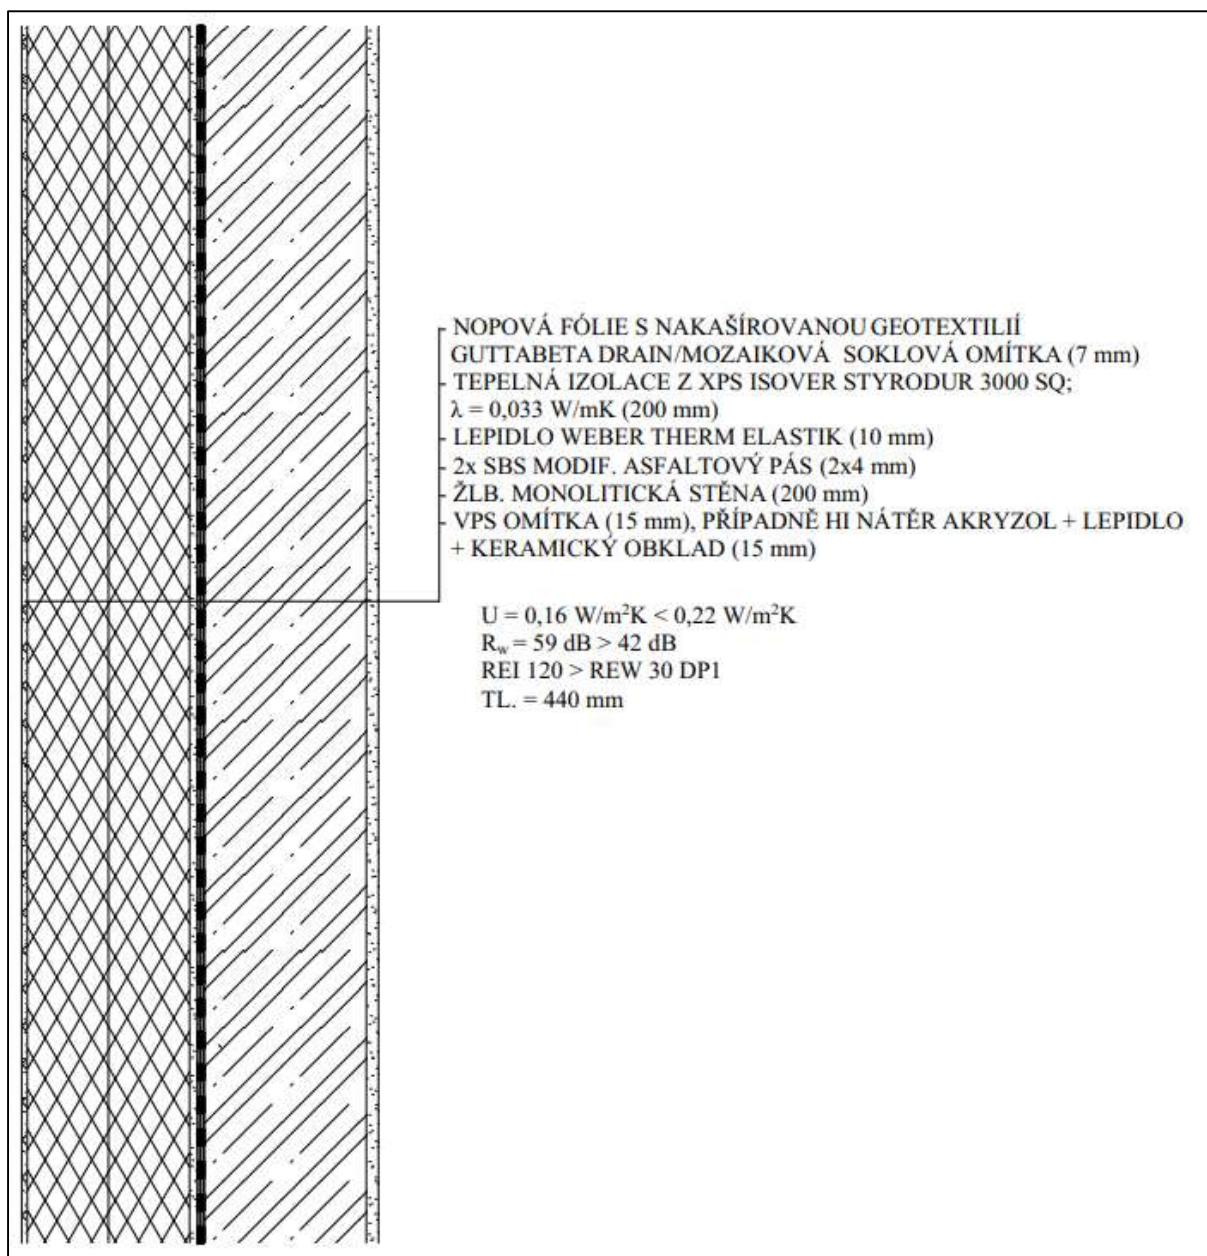 NOPOVÁ FÓLIE S NAKAŠÍROVANOU GEOTEXTILIÍ
GUTTABETA DRAIN/MOZAIKOVÁ SOKLOVÁ OMÍTKA (7 mm)
TEPELNÁ IZOLACE Z XPS ISOVER STYRODUR 3000 SQ;
λ = 0,033 W/mK (200 mm)
LEPIDLO WEBER THERM ELASTIK (10 mm)
2x SBS MODIF. ASFALTOVÝ PÁS (2x4 mm)
ŽLB. MONOLITICKÁ STĚNA (200 mm)
VPS OMÍTKA (15 mm), PŘÍPADNĚ HI NÁTĚR AKRYZOL + LEPIDLO
+ KERAMICKÝ OBKLAD (15 mm)
U = 0,16 W/m²K < 0,22 W/m²K
Rw = 59 dB > 42 dB
REI 120 > REW 30 DP1
TL. = 440 mm